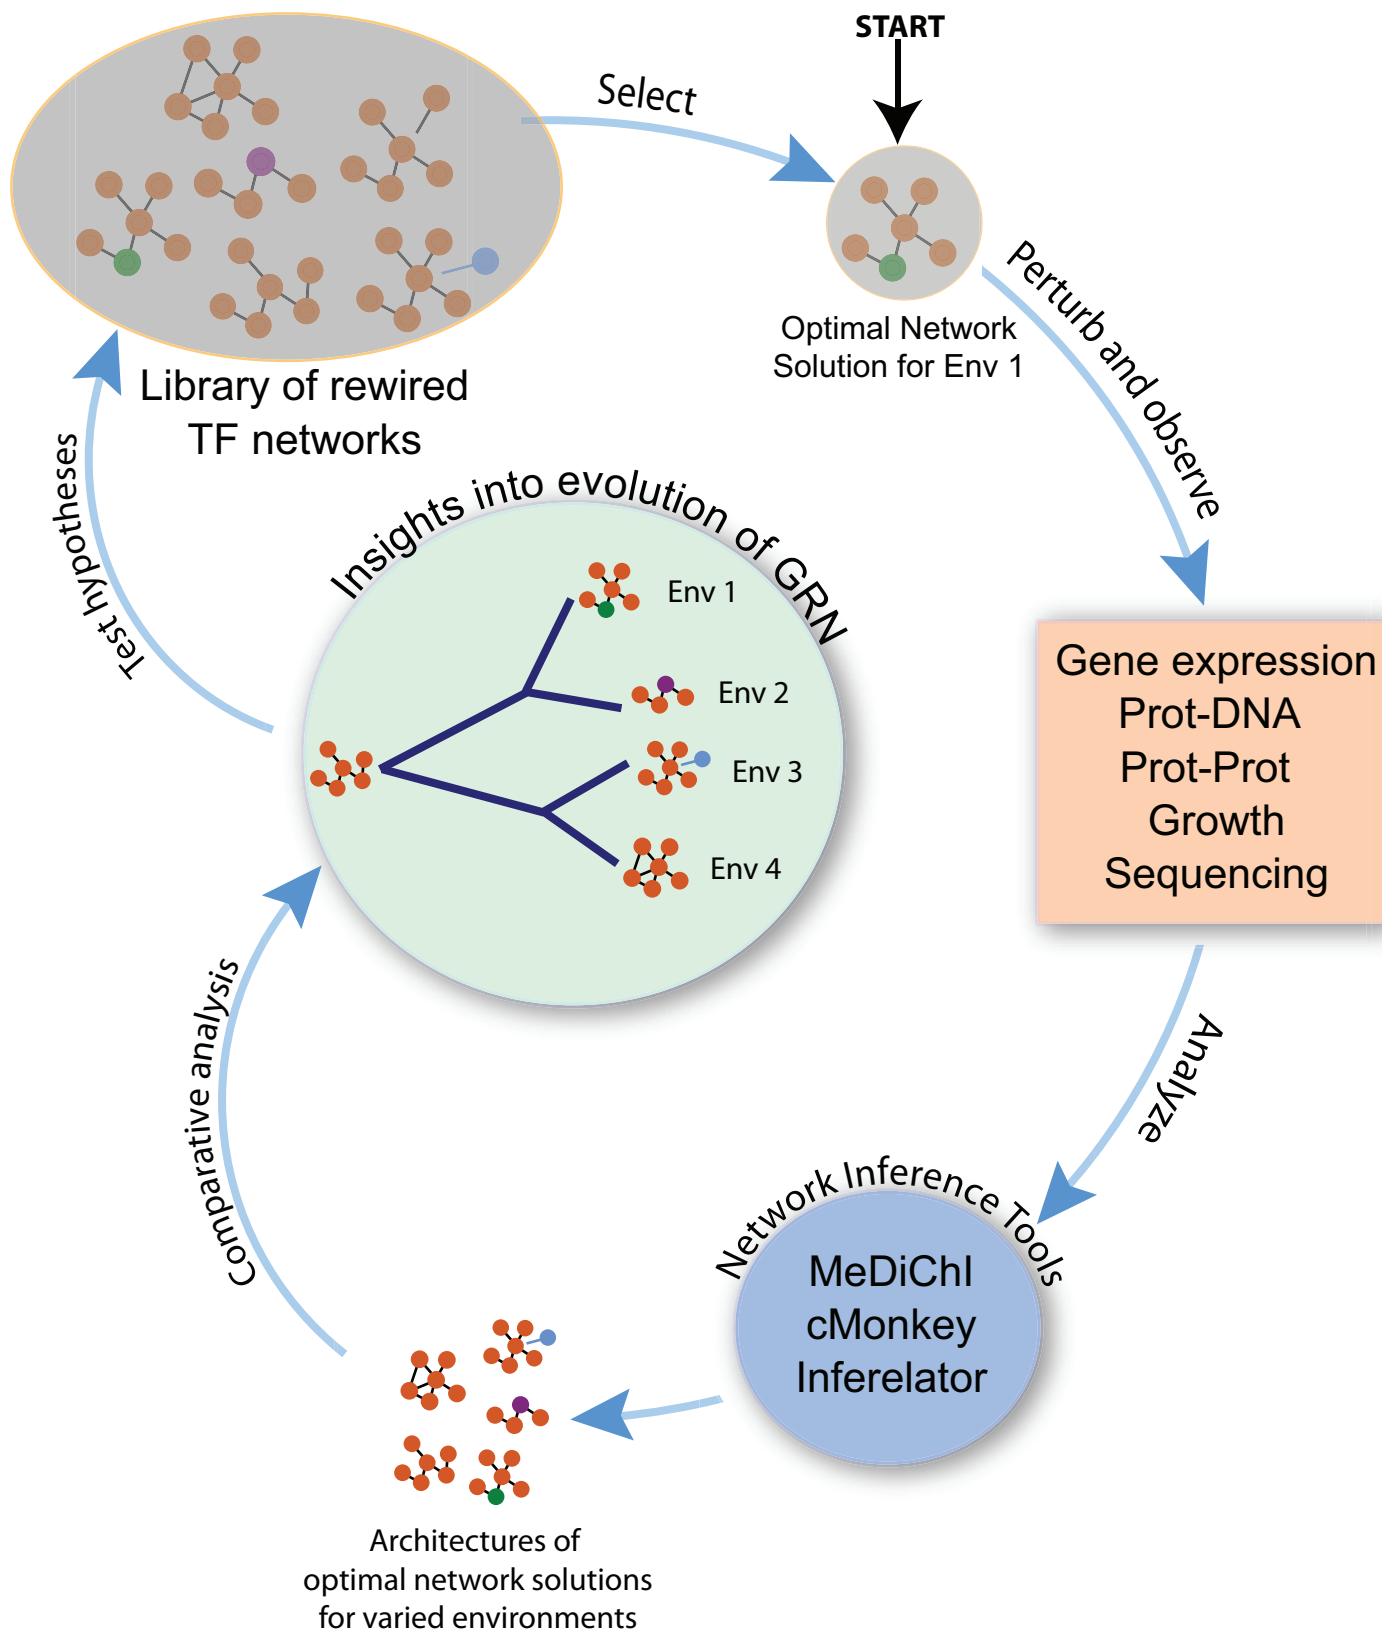 START
Select
Optimal Network
Solution for Env 1
Perturb and observe
Library of rewired
TF networks
Test hypotheses
Insights into evolution of GRN
Env 1
Env 2
Env 3
Env 4
Gene expression
Prot-DNA
Prot-Prot
Growth
Sequencing
Analyze
Network Inference Tools
MeDiChI
cMonkey
Inferelator
Comparative analysis
Architectures of
optimal network solutions
for varied environments